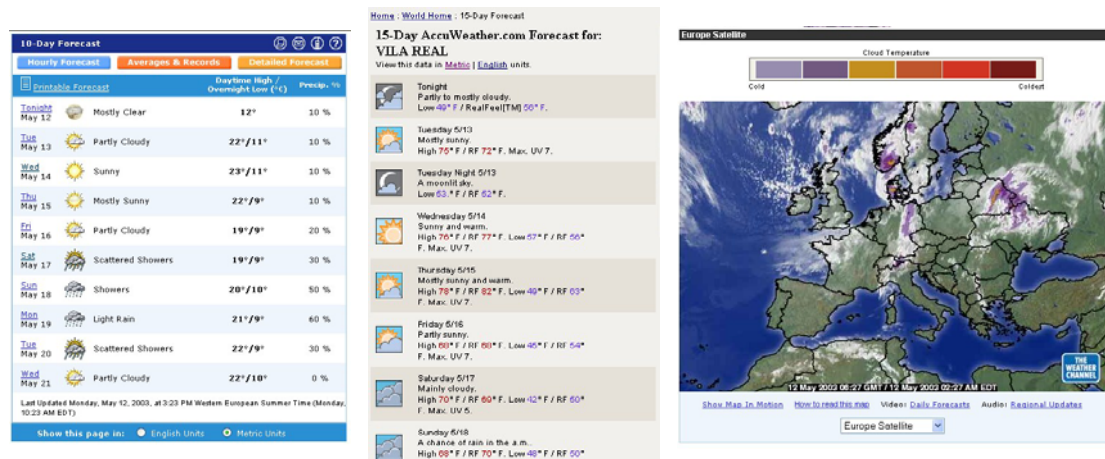 10-Day Forecast
Hourly Forecast Averages & Records Detailed Forecast
Printable Forecast
Daytime High / Overnight Low (°C)
Precip. %
Tonight May 12 Mostly Clear 12° 10 %
Tue May 13 Partly Cloudy 22°/11° 10 %
Wed May 14 Sunny 23°/11° 10 %
Thu May 15 Mostly Sunny 22°/9° 10 %
Fri May 16 Partly Cloudy 19°/9° 20 %
Sat May 17 Scattered Showers 19°/9° 30 %
Sun May 18 Showers 20°/10° 50 %
Mon May 19 Light Rain 21°/9° 60 %
Tue May 20 Scattered Showers 22°/9° 30 %
Wed May 21 Partly Cloudy 22°/10° 0 %
Last Updated Monday, May 12, 2003, at 3:23 PM Western European Summer Time (Monday,
10:23 AM EDT)
Show this page in: English Units Metric Units
Home : World Home : 15-Day Forecast
15-Day AccuWeather.com Forecast for:
VILA REAL
View this data in Metric | English units.
Tonight
Partly to mostly cloudy.
Low 49° F / RealFeel[TM] 56° F.
Tuesday 5/13
Mostly sunny.
High 75° F / RF 72° F. Max. UV 7.
Tuesday Night 5/13
A moonlit sky.
Low 53° F / RF 62° F.
Wednesday 5/14
Sunny and warm.
High 76° F / RF 77° F. Low 57° F / RF 56°
F. Max. UV 7.
Thursday 5/15
Mostly sunny and warm.
High 78° F / RF 82° F. Low 49° F / RF 63°
F. Max. UV 7.
Friday 5/16
Partly sunny.
High 68° F / RF 68° F. Low 45° F / RF 54°
F. Max. UV 7.
Saturday 5/17
Mainly cloudy.
High 70° F / RF 69° F. Low 42° F / RF 60°
F. Max. UV 5.
Sunday 5/18
A chance of rain in the a.m..
High 68° F / RF 70° F. Low 48° F / RF 50°
Europe Satellite
Cloud Temperature
Cold Coldest
THE WEATHER CHANNEL
12 May 2003 06:27 GMT / 12 May 2003 02:27 AM EDT
Show Map In Motion How to read this map Video: Daily Forecasts Audio: Regional Updates
Europe Satellite